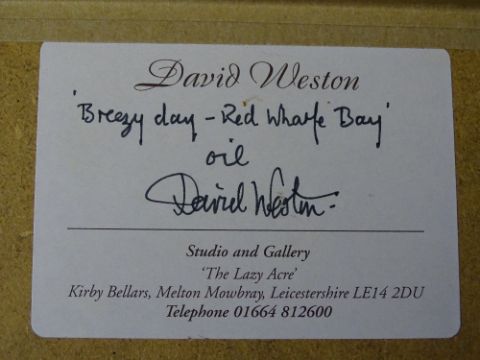 David Weston
'Breezy day - Red Wharfe Bay'
oil
David Weston.
Studio and Gallery
'The Lazy Acre'
Kirby Bellars, Melton Mowbray, Leicestershire LE14 2DU
Telephone 01664 812600